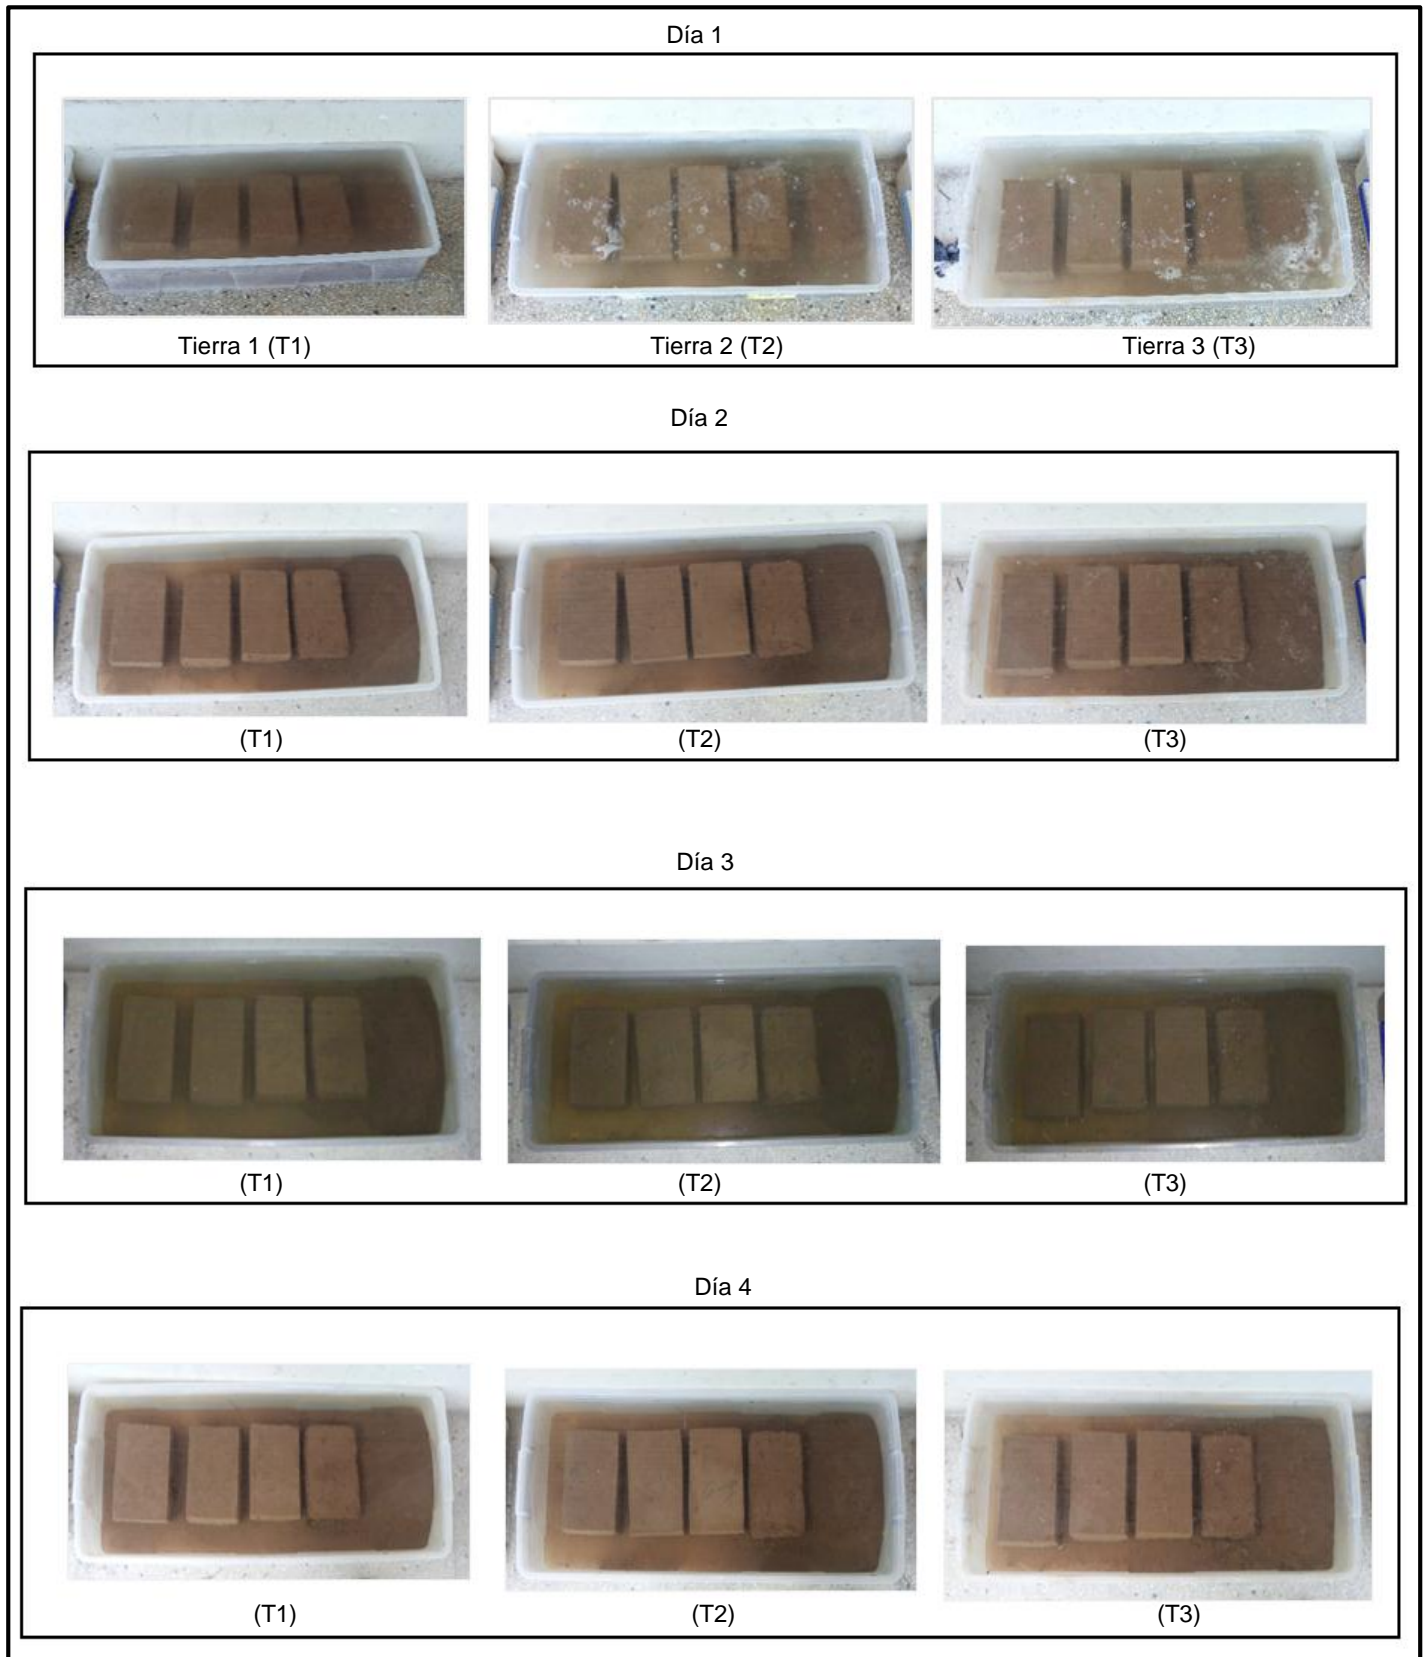 Día 1
Tierra 1 (T1) Tierra 2 (T2) Tierra 3 (T3)
Día 2
(T1) (T2) (T3)
Día 3
(T1) (T2) (T3)
Día 4
(T1) (T2) (T3)